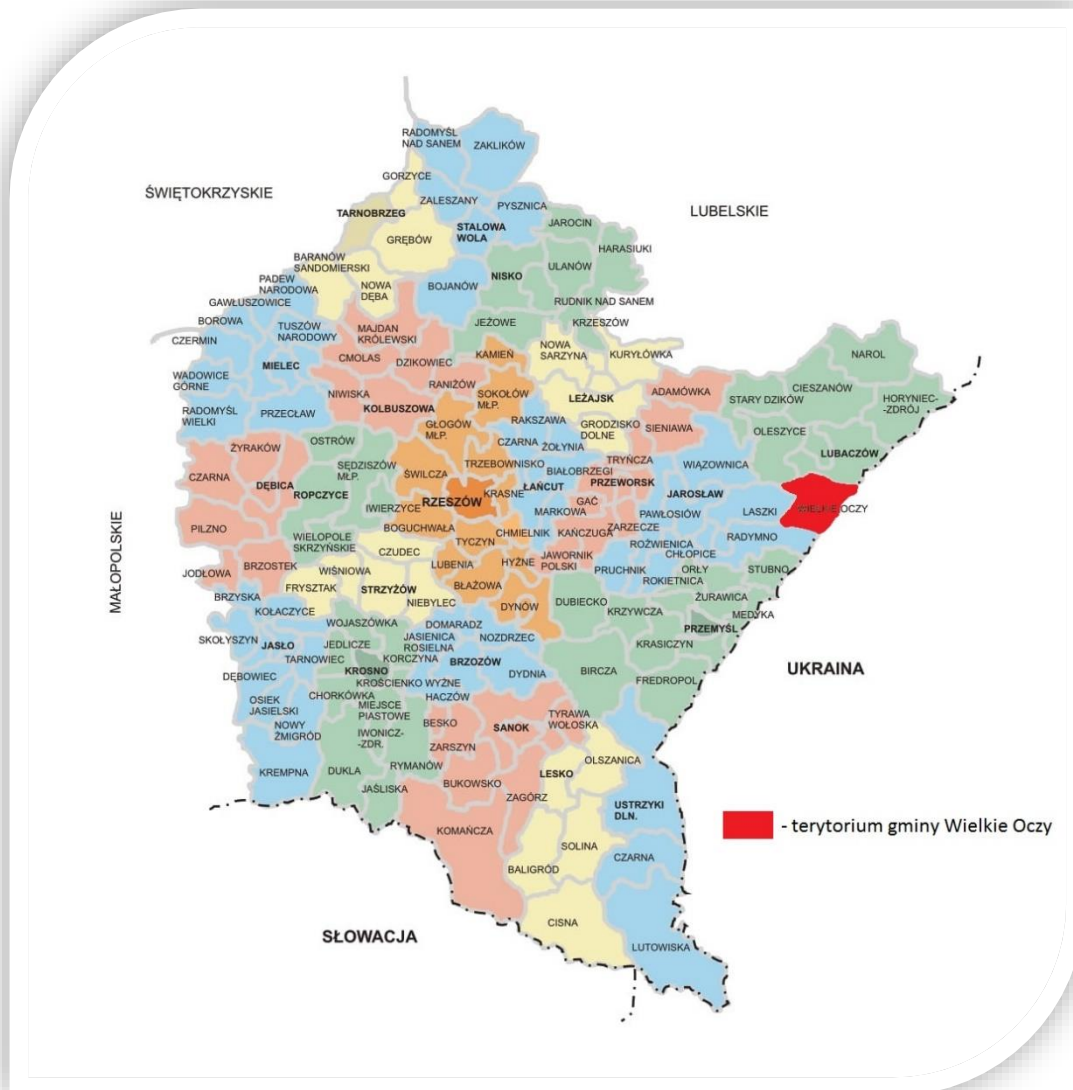 RADOMYŚL
NAD SANEM
ZAKLIKÓW
GORZYCE
ŚWIĘTOKRZYSKIE
ZALESZANY
PYSZNICA
LUBELSKIE
TARNOBRZEG
STALOWA
WOLA
JAROCIN
GRĘBÓW
HARASIUKI
BARANÓW
SANDOMIERSKI
ULANÓW
NISKO
PADEW
NARODOWA
NOWA
DĘBA
BOJANÓW
GAWŁUSZOWICE
RUDNIK NAD SANEM
BOROWA
TUSZÓW
NARODOWY
MAJDAN
KRÓLEWSKI
JEŻOWE
KRZESZÓW
CZERMIN
NOWA
SARZYNA
KURYŁÓWKA
KAMIEŃ
NAROL
CMOLAS
DZIKOWIEC
MIELEC
WADOWICE
GÓRNE
RANIŻÓW
CIESZANÓW
NIWISKA
SOKOŁÓW
MŁP.
ADAMÓWKA
STARY DZIKÓW
HORYNIEC-
-ZDRÓJ
LEŻAJSK
RADOMYŚL
WIELKI
PRZECŁAW
KOLBUSZOWA
GŁOGÓW
MŁP.
RAKSZAWA
GRODZISKO
DOLNE
SIENIAWA
OLESZYCE
OSTRÓW
CZARNA
ŻOŁYNIA
ŻYRAKÓW
LUBACZÓW
SĘDZISZÓW
MŁP.
TRZEBOWNISKO
TRYŃCZA
WIĄZOWNICA
CZARNA
ŚWILCZA
BIAŁOBRZEGI
DĘBICA
ROPCZYCE
ŁAŃCUT
PRZEWORSK
JAROSŁAW
RZESZÓW
KRASNE
GAĆ
IWIERZYCE
MARKOWA
PAWŁOSIÓW
LASZKI
WIELKIE OCZY
PILZNO
BOGUCHWAŁA
TYCZYN
CHMIELNIK
KAŃCZUGA
ZARZECZE
WIELOPOLE
SKRZYŃSKIE
CZUDEC
ROŹWIENICA
RADYMNO
MAŁOPOLSKIE
CHŁOPICE
JODŁOWA
BRZOSTEK
LUBENIA
HYŻNE
JAWORNIK
POLSKI
PRUCHNIK
ORŁY
STUBNO
WIŚNIOWA
ROKIETNICA
BRZYSKA
FRYSZTAK
STRZYŻÓW
BŁAŻOWA
ŻURAWICA
KOŁACZYCE
NIEBYLEC
DYNÓW
DUBIECKO
KRZYWCZA
MEDYKA
WOJASZÓWKA
DOMARADZ
PRZEMYŚL
SKOŁYSZYN
JASŁO
JEDLICZE
JASIENICA
ROSIELNA
NOZDRZEC
KRASICZYN
TARNOWIEC
KORCZYNA
BRZOZÓW
UKRAINA
DĘBOWIEC
KROSNO
KROŚCIENKO WYŻNE
DYDNIA
BIRCZA
FREDROPOL
CHORKÓWKA
HACZÓW
OSIEK
JASIELSKI
MIEJSCE
PIASTOWE
NOWY
ŻMIGRÓD
BESKO
SANOK
TYRAWA
WOŁOSKA
IWONICZ-
-ZDR.
ZARSZYN
OLSZANICA
KREMPNA
DUKLA
RYMANÓW
LESKO
JAŚLISKA
BUKOWSKO
ZAGÓRZ
USTRZYKI
DLN.
KOMAŃCZA
- terytorium gminy Wielkie Oczy
SOLINA
CZARNA
BALIGRÓD
CISNA
SŁOWACJA
LUTOWISKA